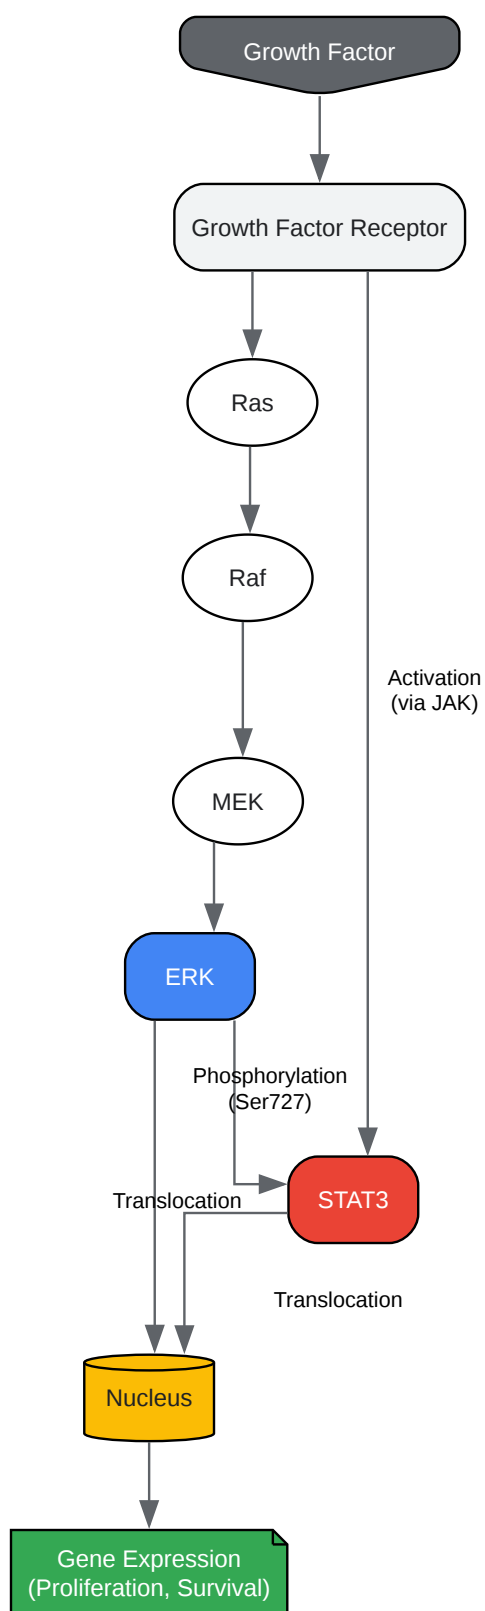 Growth Factor
Growth Factor Receptor
Ras
Raf
Activation
(via JAK)
MEK
ERK
Phosphorylation
(Ser727)
Translocation
STAT3
Translocation
Nucleus
Gene Expression
(Proliferation, Survival)